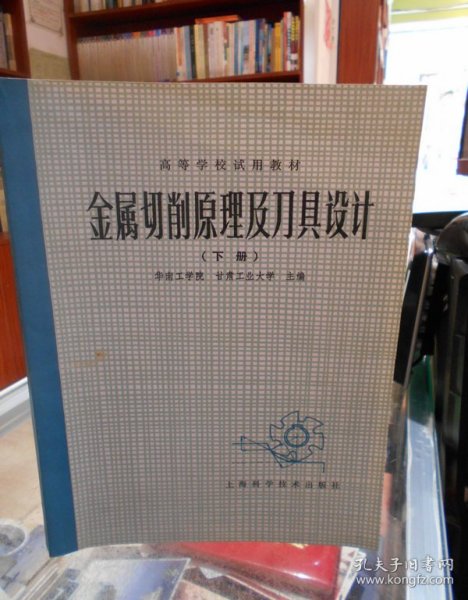 高等学校试用教材
金属切削原理及刀具设计
（下册）
华南工学院 甘肃工业大学 主编
上海科学技术出版社
孔夫子旧书网
www.kongfz.com